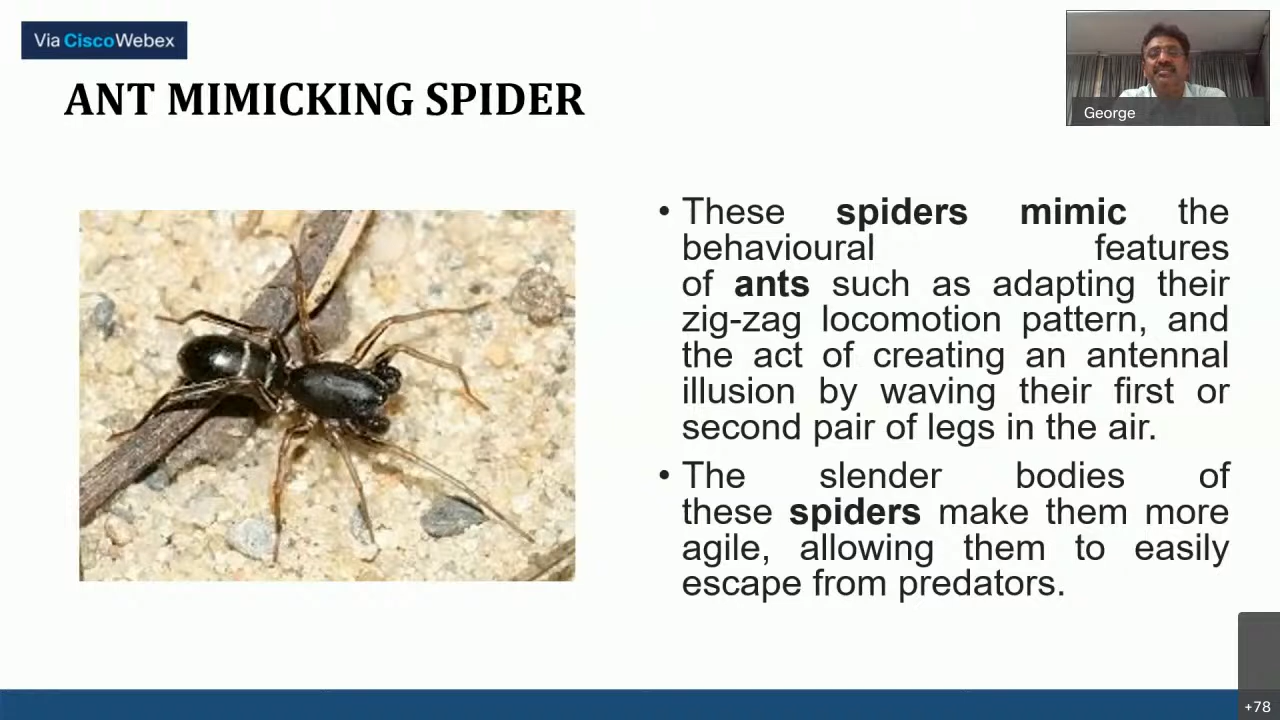 Via CiscoWebex
ANT MIMICKING SPIDER
George
• These spiders mimic the
behavioural features
of ants such as adapting their
zig-zag locomotion pattern, and
the act of creating an antennal
illusion by waving their first or
second pair of legs in the air.
• The slender bodies of
these spiders make them more
agile, allowing them to easily
escape from predators.
+78